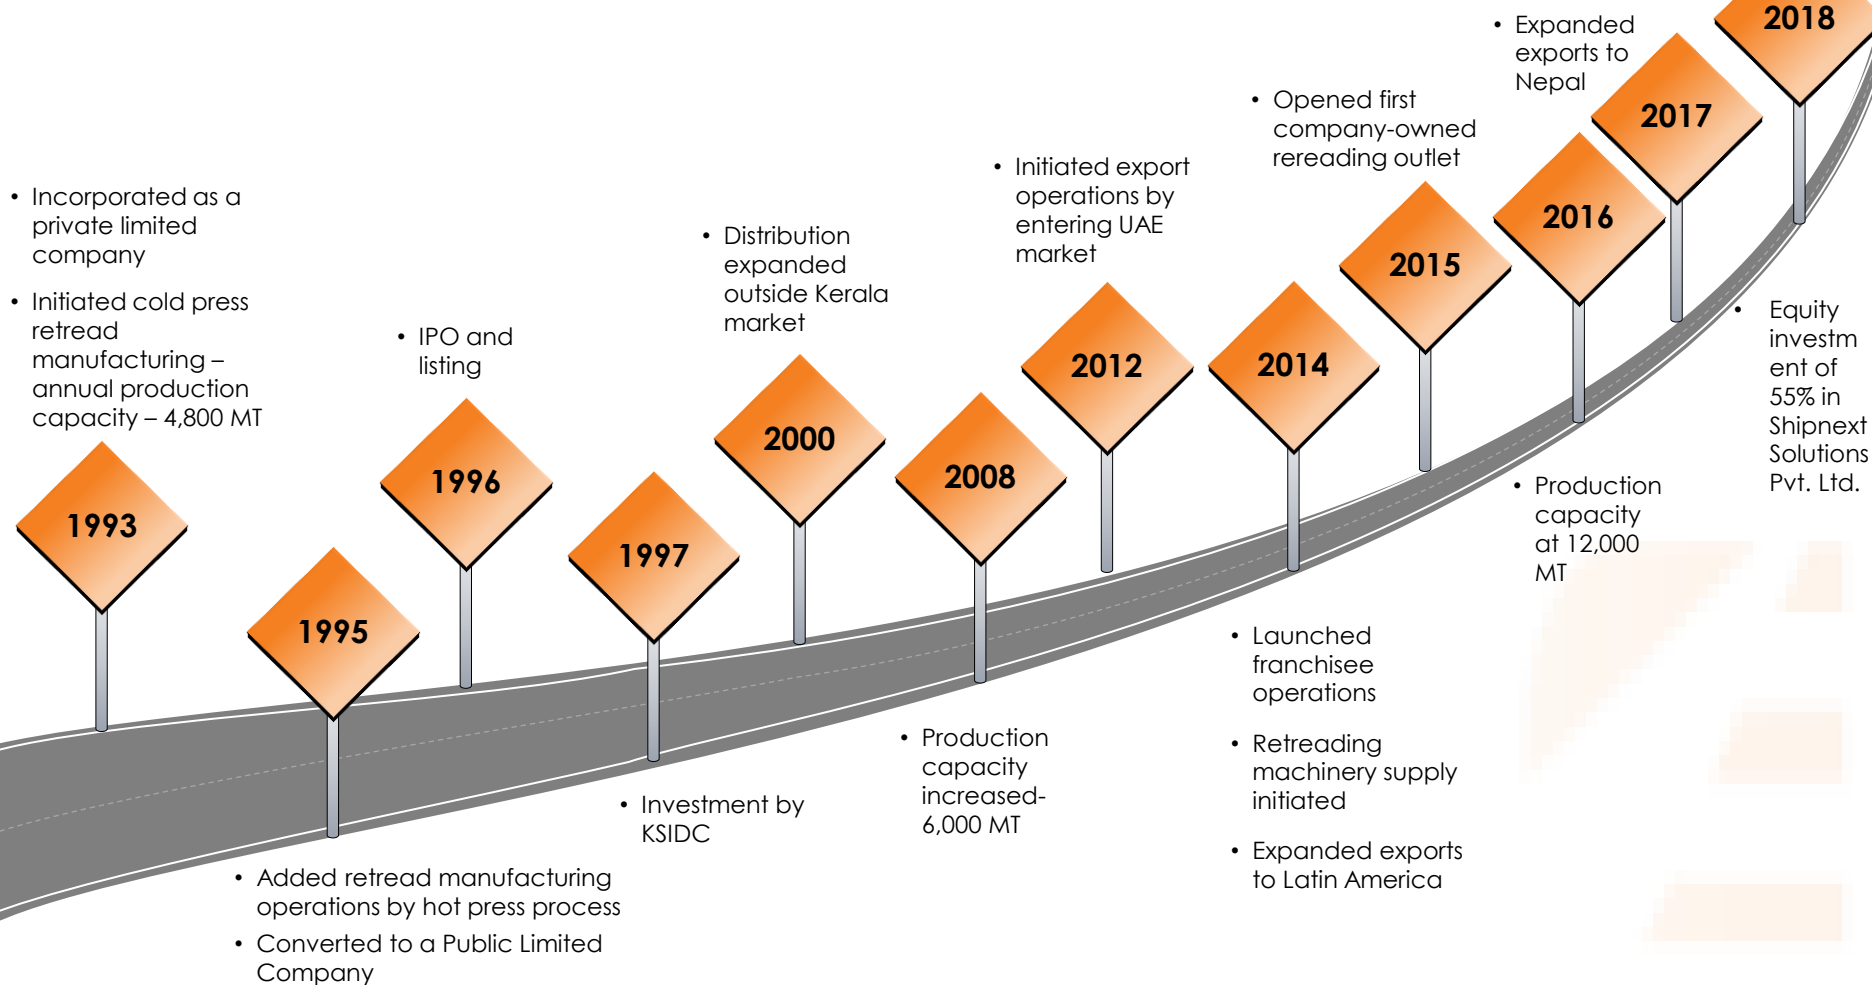 • Incorporated as a
private limited
company
• Initiated cold press
retread
manufacturing –
annual production
capacity – 4,800 MT
1993
1995
• Added retread manufacturing
operations by hot press process
• Converted to a Public Limited
Company
• IPO and
listing
1996
1997
• Investment by
KSIDC
• Distribution
expanded
outside Kerala
market
2000
2008
• Production
capacity
increased-
6,000 MT
• Initiated export
operations by
entering UAE
market
2012
2014
• Launched
franchisee
operations
• Retreading
machinery supply
initiated
• Expanded exports
to Latin America
• Opened first
company-owned
rereading outlet
2015
2016
• Production
capacity
at 12,000
MT
• Expanded
exports to
Nepal
2017
2018
• Equity
investm
ent of
55% in
Shipnext
Solutions
Pvt. Ltd.